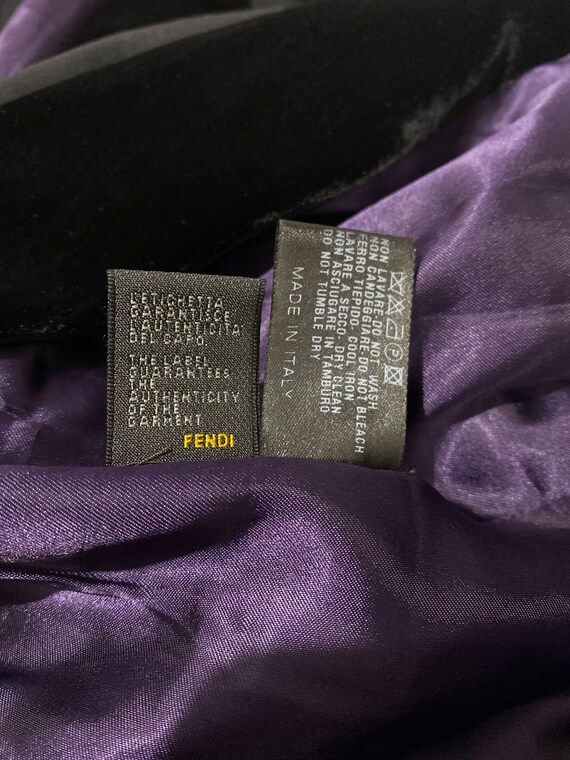 L'ETICHETTA
GARANTISCE
L'AUTENTICITA'
DEL CAPO
THE LABEL
GUARANTEES
THE
AUTHENTICITY
OF THE
GARMENT
FENDI
NON LAVARE-DO NOT WASH
NON CANDEGGIARE-DO NOT BLEACH
FERRO TIEPIDO- COOL IRON
LAVARE A SECCO- DRY CLEAN
NON ASCIUGARE IN TAMBURO
DO NOT TUMBLE DRY
MADE IN ITALY